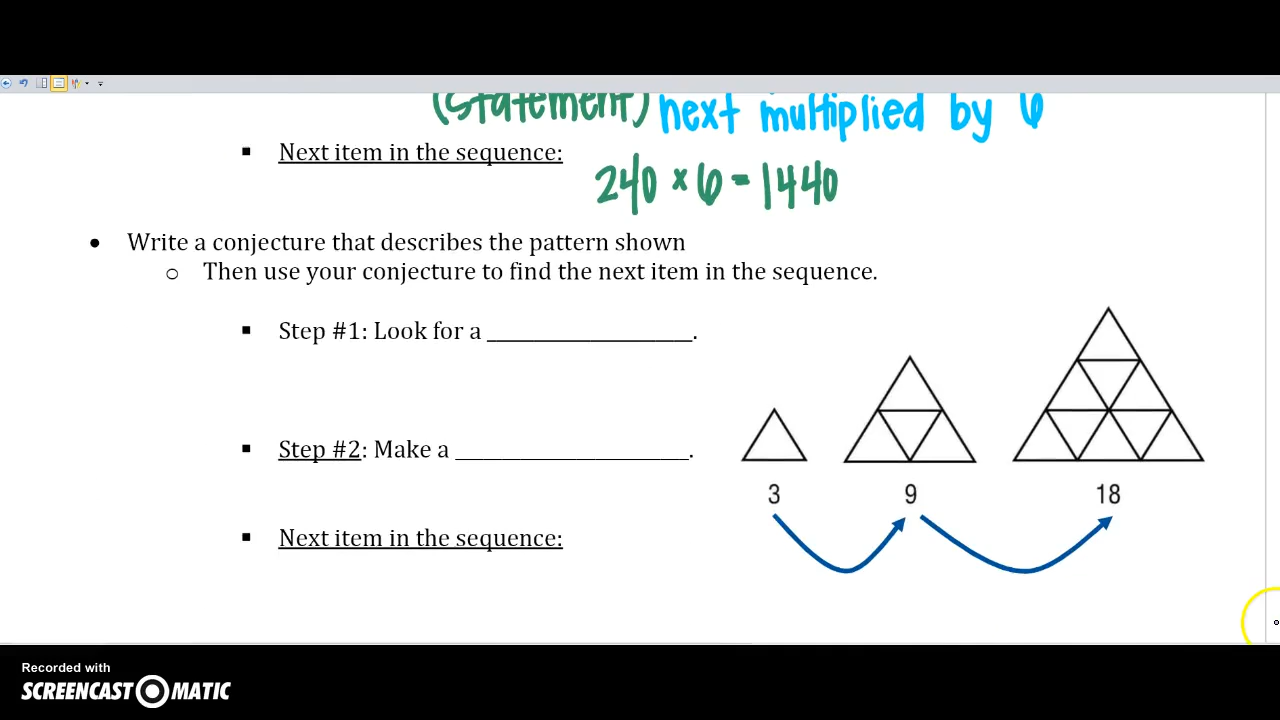 (Statement) next multiplied by 6
▪ Next item in the sequence:
240 × 6 = 1440
• Write a conjecture that describes the pattern shown
o Then use your conjecture to find the next item in the sequence.
▪ Step #1: Look for a ____________________.
▪ Step #2: Make a ____________________.
3 9 18
▪ Next item in the sequence:
Recorded with
SCREENCAST MATIC